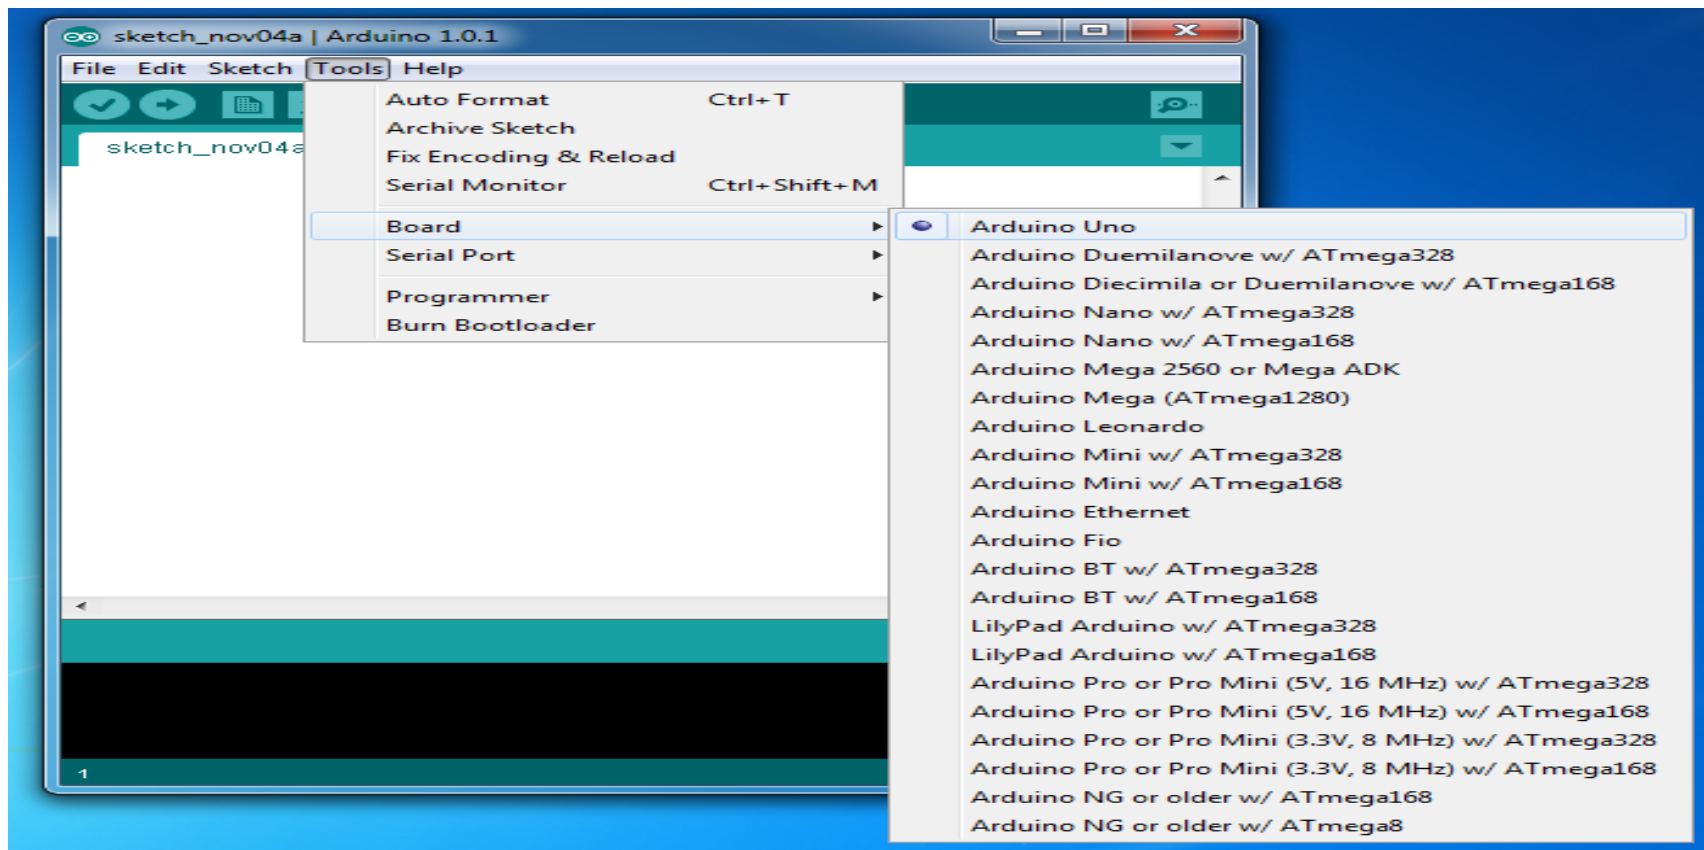 sketch_nov04a | Arduino 1.0.1
File Edit Sketch Tools Help
sketch_nov04a
Auto Format Ctrl+T
Archive Sketch
Fix Encoding & Reload
Serial Monitor Ctrl+Shift+M
Board
Serial Port
Programmer
Burn Bootloader
Arduino Uno
Arduino Duemilanove w/ ATmega328
Arduino Diecimila or Duemilanove w/ ATmega168
Arduino Nano w/ ATmega328
Arduino Nano w/ ATmega168
Arduino Mega 2560 or Mega ADK
Arduino Mega (ATmega1280)
Arduino Leonardo
Arduino Mini w/ ATmega328
Arduino Mini w/ ATmega168
Arduino Ethernet
Arduino Fio
Arduino BT w/ ATmega328
Arduino BT w/ ATmega168
LilyPad Arduino w/ ATmega328
LilyPad Arduino w/ ATmega168
Arduino Pro or Pro Mini (5V, 16 MHz) w/ ATmega328
Arduino Pro or Pro Mini (5V, 16 MHz) w/ ATmega168
Arduino Pro or Pro Mini (3.3V, 8 MHz) w/ ATmega328
Arduino Pro or Pro Mini (3.3V, 8 MHz) w/ ATmega168
Arduino NG or older w/ ATmega168
Arduino NG or older w/ ATmega8
1